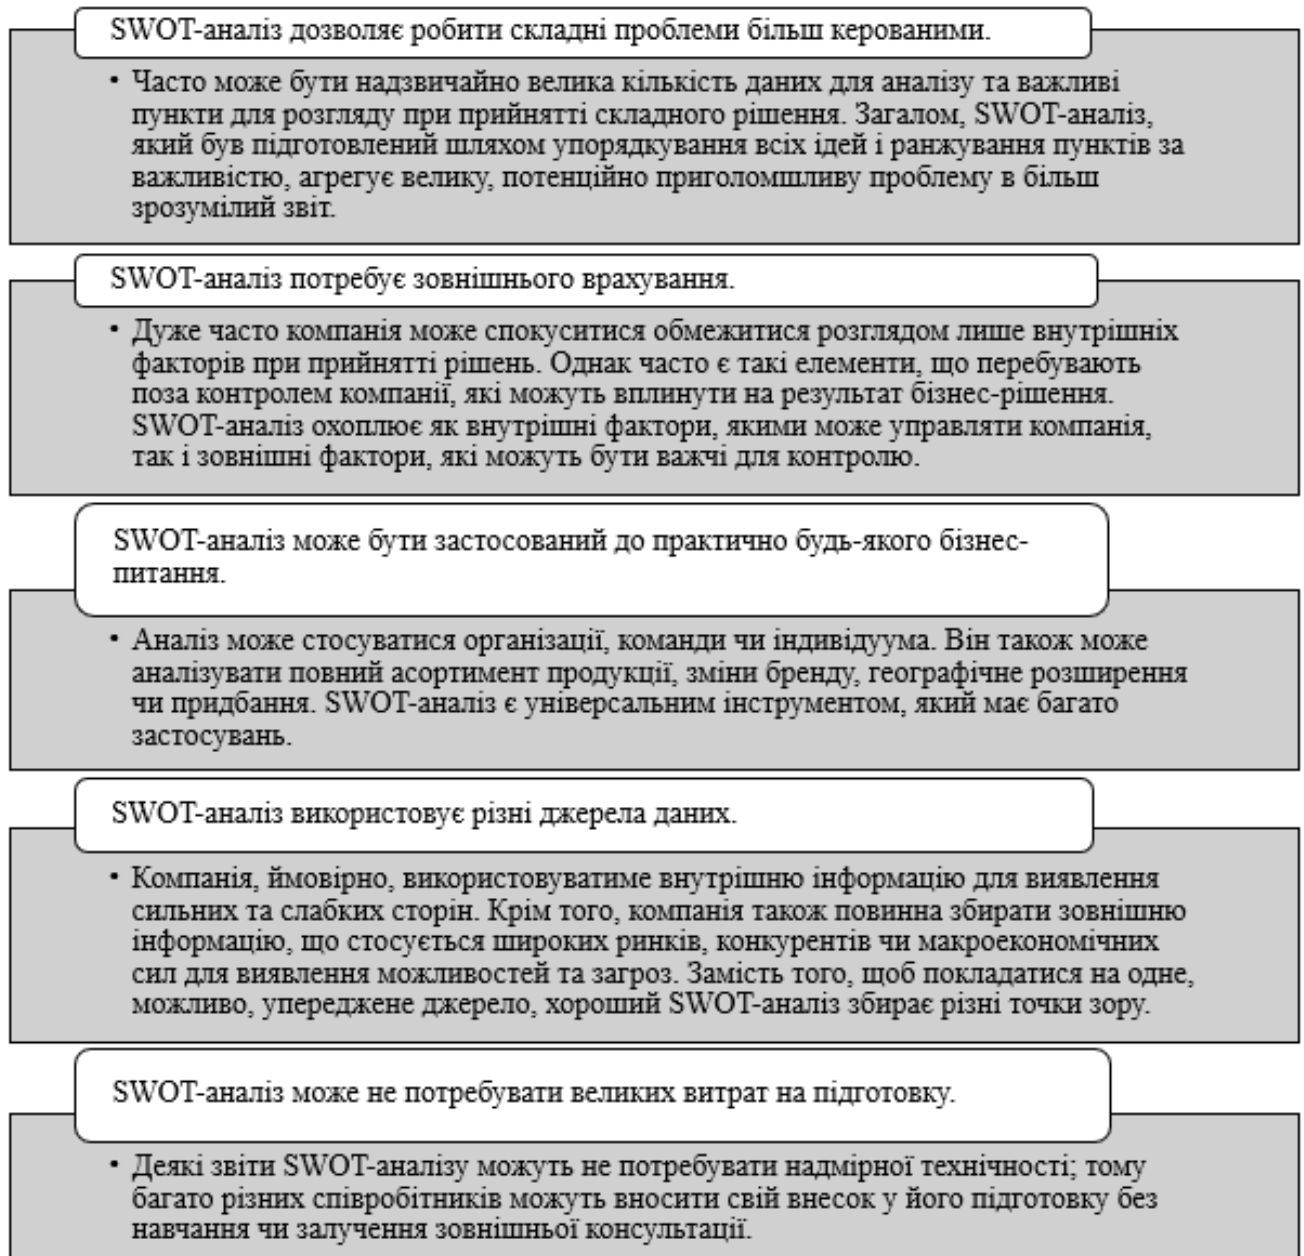 SWOT-аналіз дозволяє робити складні проблеми більш керованими.
• Часто може бути надзвичайно велика кількість даних для аналізу та важливі
пункти для розгляду при прийнятті складного рішення. Загалом, SWOT-аналіз,
який був підготовлений шляхом упорядкування всіх ідей і ранжування пунктів за
важливістю, агрегує велику, потенційно приголомшливу проблему в більш
зрозумілий звіт.
SWOT-аналіз потребує зовнішнього врахування.
• Дуже часто компанія може спокуситися обмежитися розглядом лише внутрішніх
факторів при прийнятті рішень. Однак часто є такі елементи, що перебувають
поза контролем компанії, які можуть вплинути на результат бізнес-рішення.
SWOT-аналіз охоплює як внутрішні фактори, якими може управляти компанія,
так і зовнішні фактори, які можуть бути важчі для контролю.
SWOT-аналіз може бути застосований до практично будь-якого бізнес-
питання.
• Аналіз може стосуватися організації, команди чи індивідуума. Він також може
аналізувати повний асортимент продукції, зміни бренду, географічне розширення
чи придбання. SWOT-аналіз є універсальним інструментом, який має багато
застосувань.
SWOT-аналіз використовує різні джерела даних.
• Компанія, ймовірно, використовуватиме внутрішню інформацію для виявлення
сильних та слабких сторін. Крім того, компанія також повинна збирати зовнішню
інформацію, що стосується широких ринків, конкурентів чи макроекономічних
сил для виявлення можливостей та загроз. Замість того, щоб покладатися на одне,
можливо, упереджене джерело, хороший SWOT-аналіз збирає різні точки зору.
SWOT-аналіз може не потребувати великих витрат на підготовку.
• Деякі звіти SWOT-аналізу можуть не потребувати надмірної технічності; тому
багато різних співробітників можуть вносити свій внесок у його підготовку без
навчання чи залучення зовнішньої консультації.